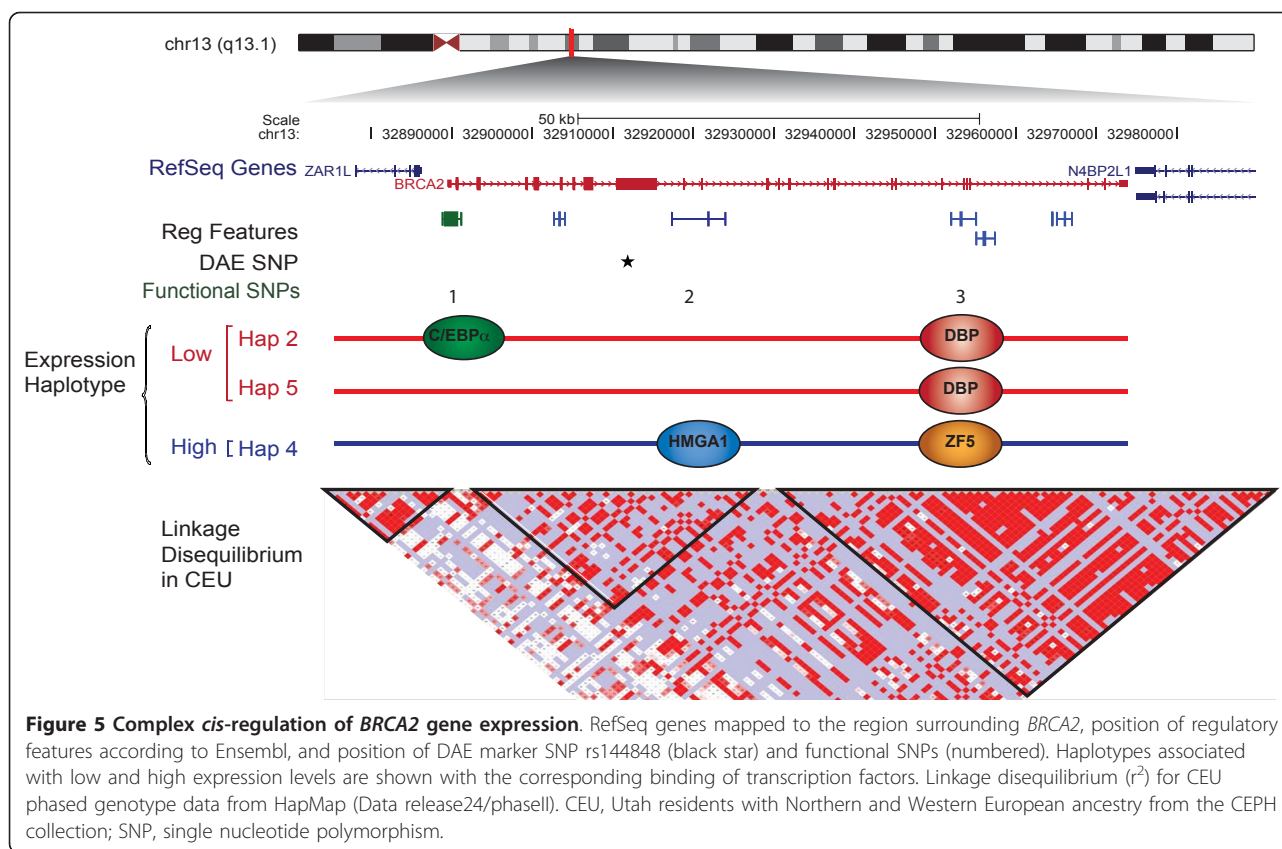 chr13 (q13.1)
Scale 50 kb
chr13: 32890000 32900000 32910000 32920000 32930000 32940000 32950000 32960000 32970000 32980000
RefSeq Genes ZAR1L N4BP2L1
BRCA2
Reg Features
DAE SNP
Functional SNPs 1 2 3
Expression Haplotype
Low Hap 2 C/EBPα DBP
Hap 5 DBP
High Hap 4 HMGA1 ZF5
Linkage
Disequilibrium
in CEU
Figure 5 Complex cis-regulation of BRCA2 gene expression. RefSeq genes mapped to the region surrounding BRCA2, position of regulatory
features according to Ensembl, and position of DAE marker SNP rs144848 (black star) and functional SNPs (numbered). Haplotypes associated
with low and high expression levels are shown with the corresponding binding of transcription factors. Linkage disequilibrium (r²) for CEU
phased genotype data from HapMap (Data release24/phaseII). CEU, Utah residents with Northern and Western European ancestry from the CEPH
collection; SNP, single nucleotide polymorphism.